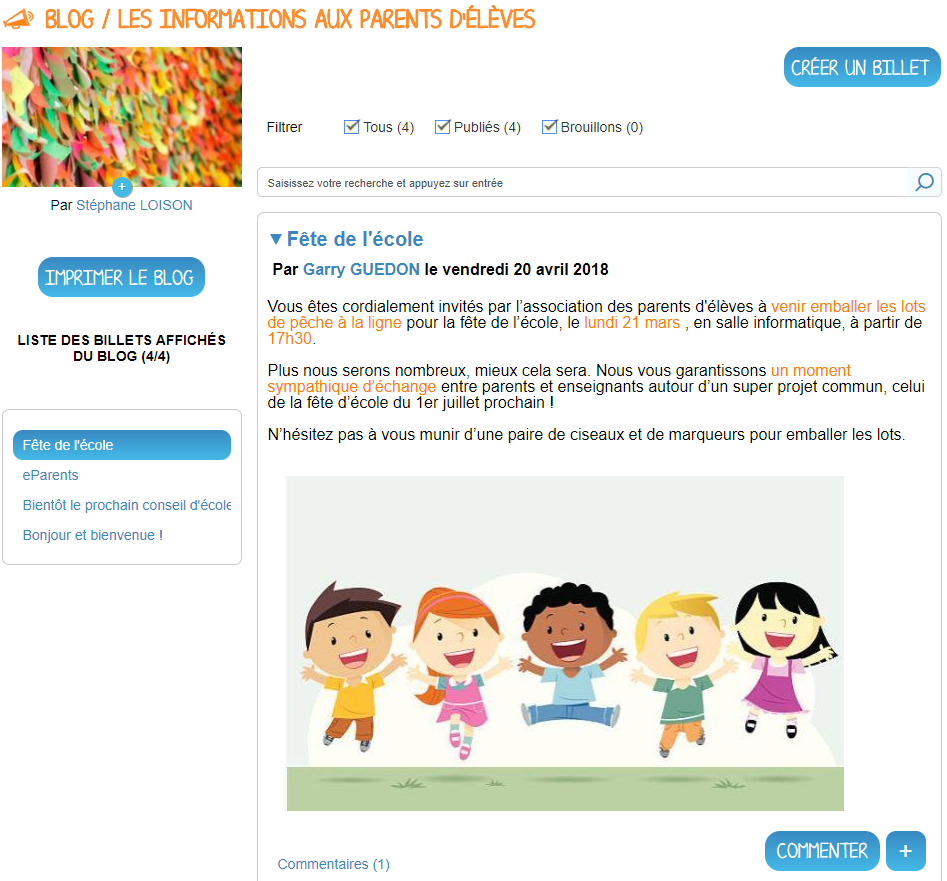 BLOG / LES INFORMATIONS AUX PARENTS D'ÉLÈVES
CRÉER UN BILLET
Filtrer Tous (4) Publiés (4) Brouillons (0)
Saisissez votre recherche et appuyez sur entrée
+
Par Stéphane LOISON
IMPRIMER LE BLOG
LISTE DES BILLETS AFFICHÉS
DU BLOG (4/4)
Fête de l'école
eParents
Bientôt le prochain conseil d'école
Bonjour et bienvenue !
▼ Fête de l'école
Par Garry GUEDON le vendredi 20 avril 2018
Vous êtes cordialement invités par l’association des parents d'élèves à venir emballer les lots
de pêche à la ligne pour la fête de l’école, le lundi 21 mars , en salle informatique, à partir de
17h30.
Plus nous serons nombreux, mieux cela sera. Nous vous garantissons un moment
sympathique d’échange entre parents et enseignants autour d’un super projet commun, celui
de la fête d’école du 1er juillet prochain !
N’hésitez pas à vous munir d’une paire de ciseaux et de marqueurs pour emballer les lots.
COMMENTER +
Commentaires (1)